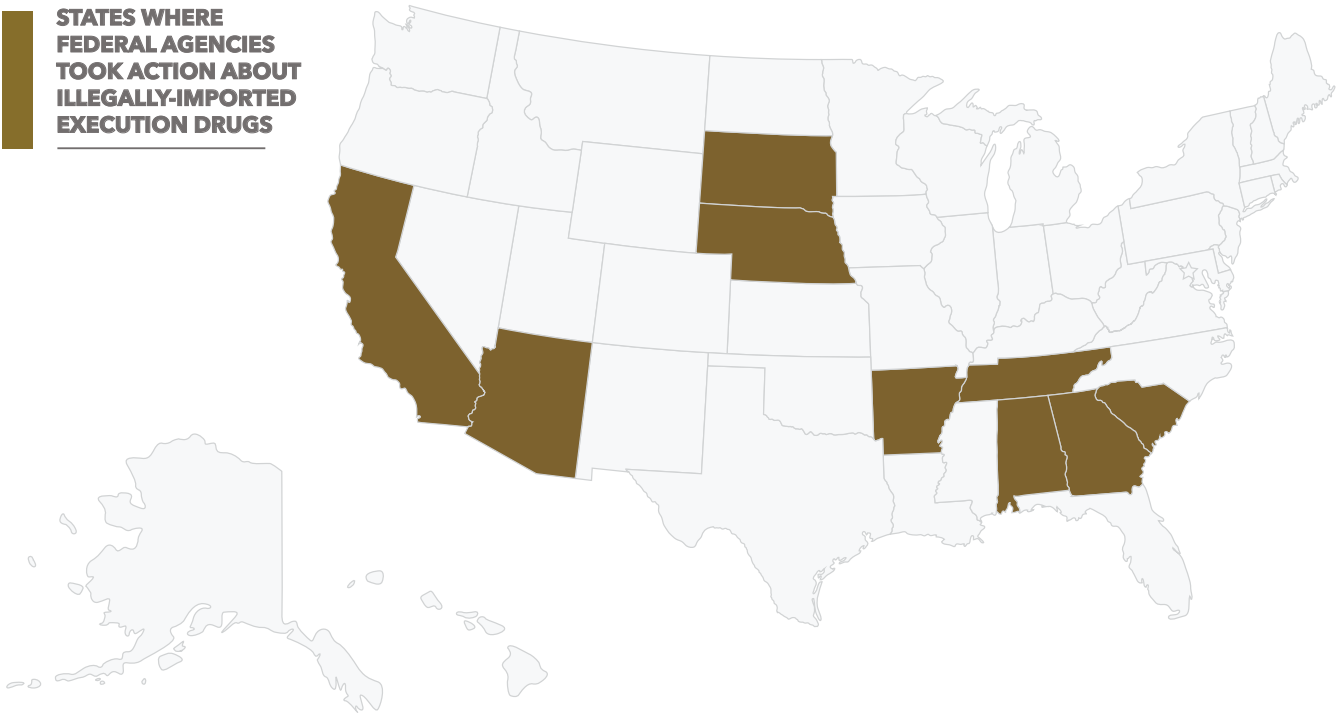 STATES WHERE
FEDERAL AGENCIES
TOOK ACTION ABOUT
ILLEGALLY-IMPORTED
EXECUTION DRUGS